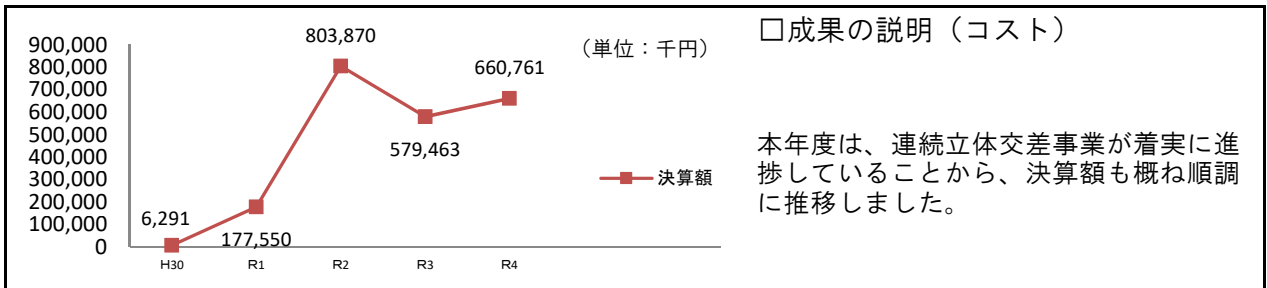 □成果の説明（コスト）
（単位：千円）
900,000
800,000
700,000
600,000
500,000
400,000
300,000
200,000
100,000
0
6,291
177,550
803,870
579,463
660,761
H30
R1
R2
R3
R4
決算額
本年度は、連続立体交差事業が着実に進
捗していることから、決算額も概ね順調
に推移しました。